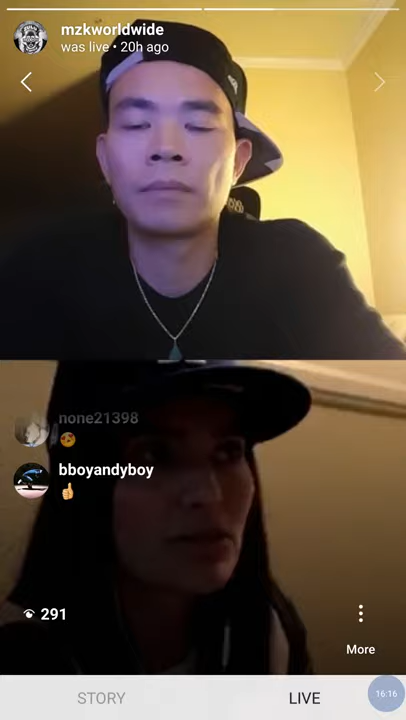 mzkworldwide
was live • 20h ago
none21398
bboyandyboy
291
More
STORY
LIVE
16:16